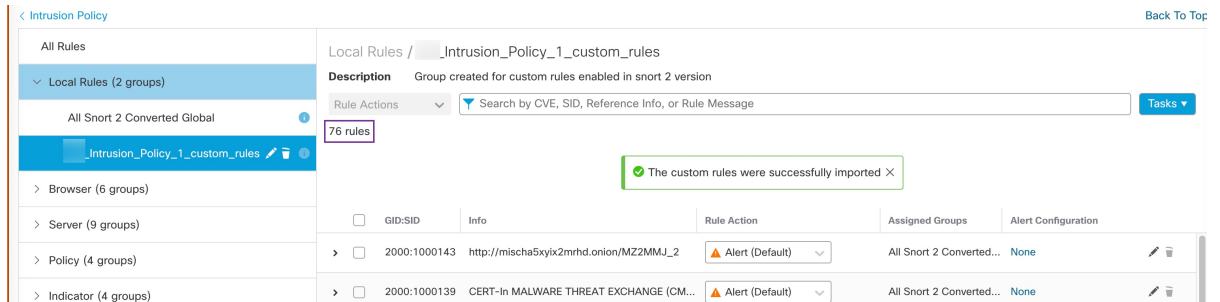 < Intrusion Policy
Back To Top
All Rules
Local Rules (2 groups)
All Snort 2 Converted Global
_Intrusion_Policy_1_custom_rules
Browser (6 groups)
Server (9 groups)
Policy (4 groups)
Indicator (4 groups)
Local Rules / _Intrusion_Policy_1_custom_rules
Description Group created for custom rules enabled in snort 2 version
Rule Actions
Search by CVE, SID, Reference Info, or Rule Message
Tasks
76 rules
The custom rules were successfully imported
GID:SID Info Rule Action Assigned Groups Alert Configuration
2000:1000143 http://mischa5xyix2mrhd.onion/MZ2MMJ_2 Alert (Default) All Snort 2 Converted... None
2000:1000139 CERT-In MALWARE THREAT EXCHANGE (CM... Alert (Default) All Snort 2 Converted... None